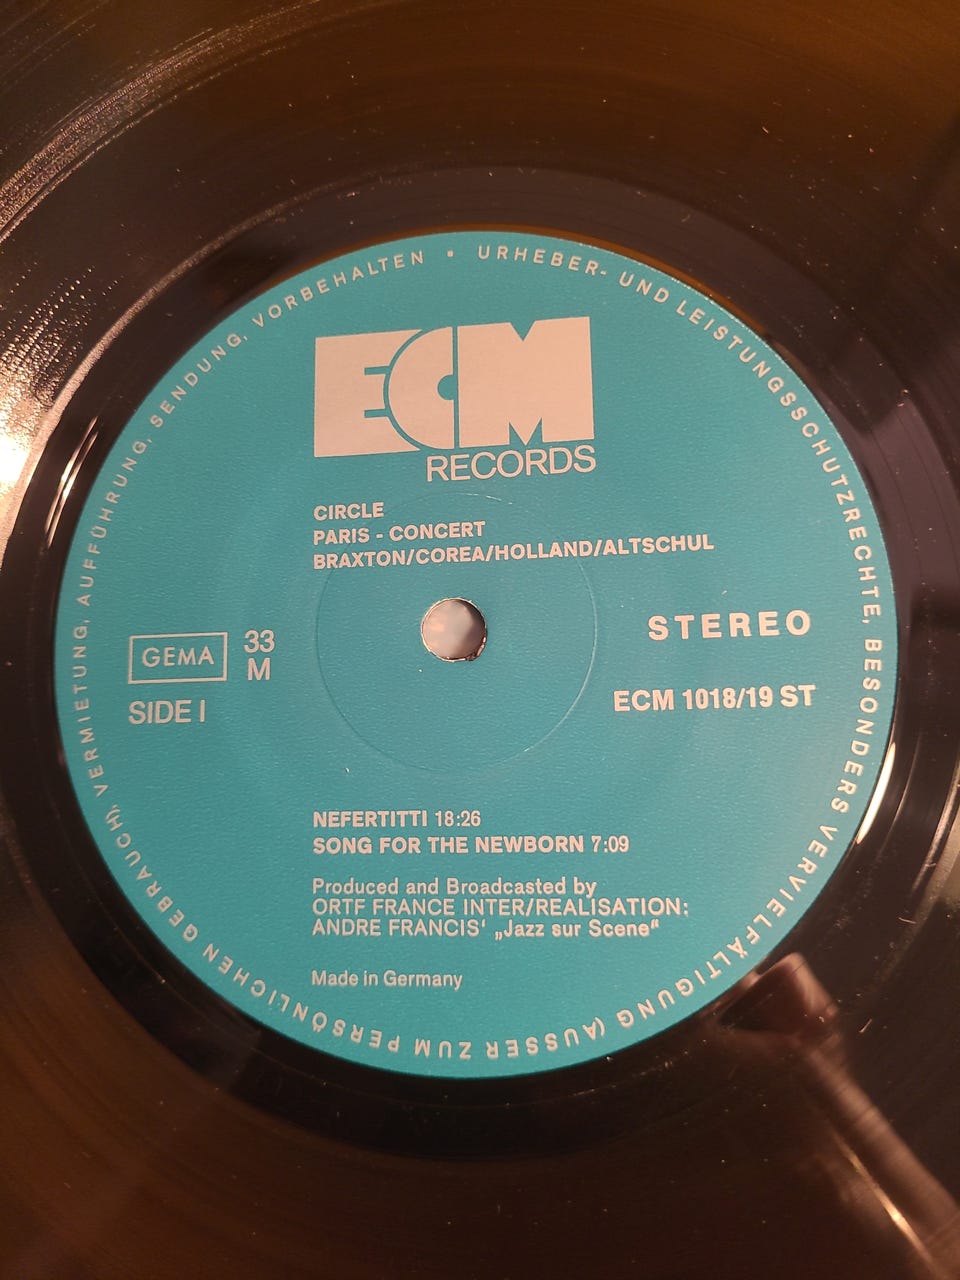 URHEBER- UND LEISTUNGSSCHUTZRECHTE, BESONDERS VERVIELFÄLTIGUNG (AUSSER ZUM PERSÖNLICHEN GEBRAUCH), VERMIETUNG, AUFFÜHRUNG, SENDUNG, VORBEHALTEN •
ECM
RECORDS
CIRCLE
PARIS - CONCERT
BRAXTON/COREA/HOLLAND/ALTSCHUL
GEMA
33
M
SIDE I
STEREO
ECM 1018/19 ST
NEFERTITTI 18:26
SONG FOR THE NEWBORN 7:09
Produced and Broadcasted by
ORTF FRANCE INTER/REALISATION:
ANDRE FRANCIS' „Jazz sur Scene“
Made in Germany